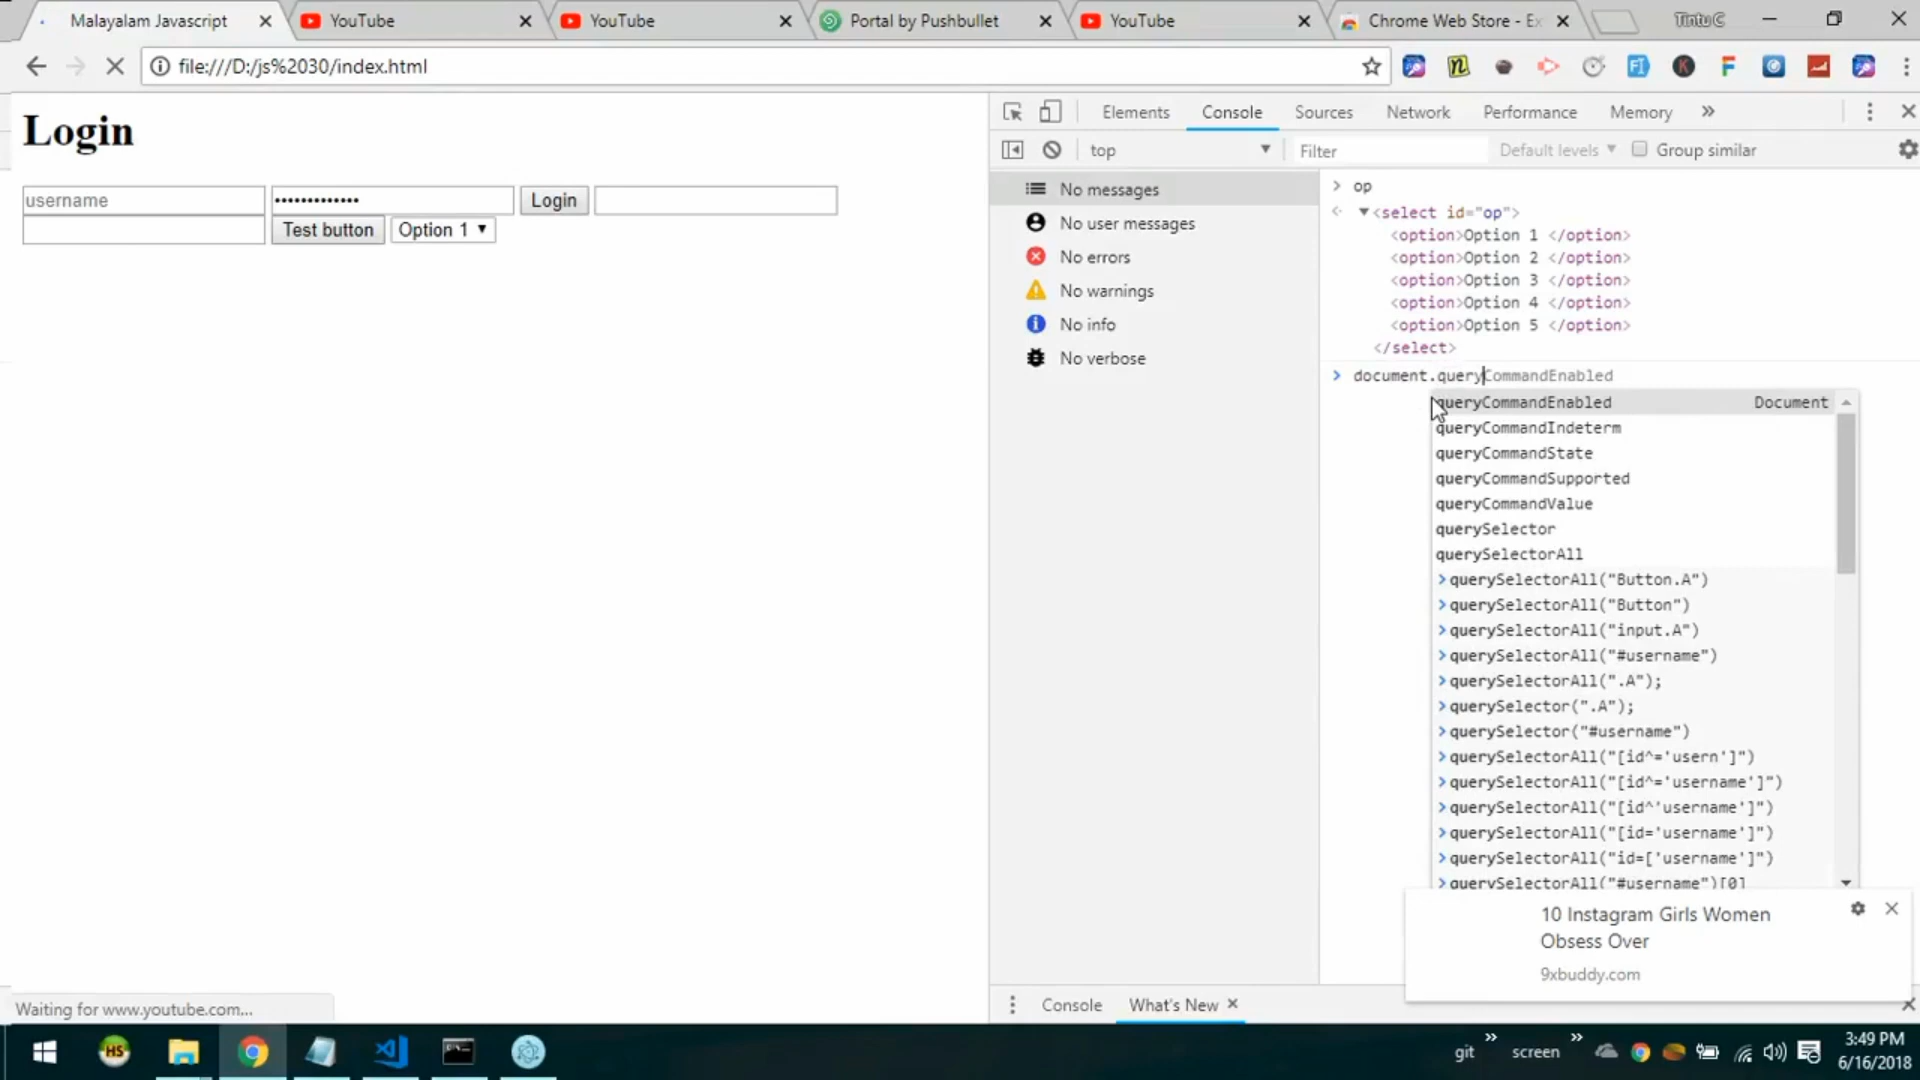 Malayalam Javascript
YouTube
YouTube
Portal by Pushbullet
YouTube
Chrome Web Store - Ex
Tintu C
file:///D:/js%2030/index.html
Login
username
•••••••••••••
Login
Test button
Option 1
Elements
Console
Sources
Network
Performance
Memory
»
top
Filter
Default levels
Group similar
No messages
No user messages
No errors
No warnings
No info
No verbose
> op
<select id="op">
<option>Option 1 </option>
<option>Option 2 </option>
<option>Option 3 </option>
<option>Option 4 </option>
<option>Option 5 </option>
</select>
> document.queryCommandEnabled
queryCommandEnabled Document
queryCommandIndeterm
queryCommandState
queryCommandSupported
queryCommandValue
querySelector
querySelectorAll
>querySelectorAll("Button.A")
>querySelectorAll("Button")
>querySelectorAll("input.A")
>querySelectorAll("#username")
>querySelectorAll(".A");
>querySelector(".A");
>querySelector("#username")
>querySelectorAll("[id^='usern']")
>querySelectorAll("[id^='username']")
>querySelectorAll("[id^'username']")
>querySelectorAll("[id='username']")
>querySelectorAll("id=['username']")
>querySelectorAll("#username")[0]
10 Instagram Girls Women
Obsess Over
9xbuddy.com
Waiting for www.youtube.com...
Console
What's New
HS
git
»
screen
»
3:49 PM
6/16/2018